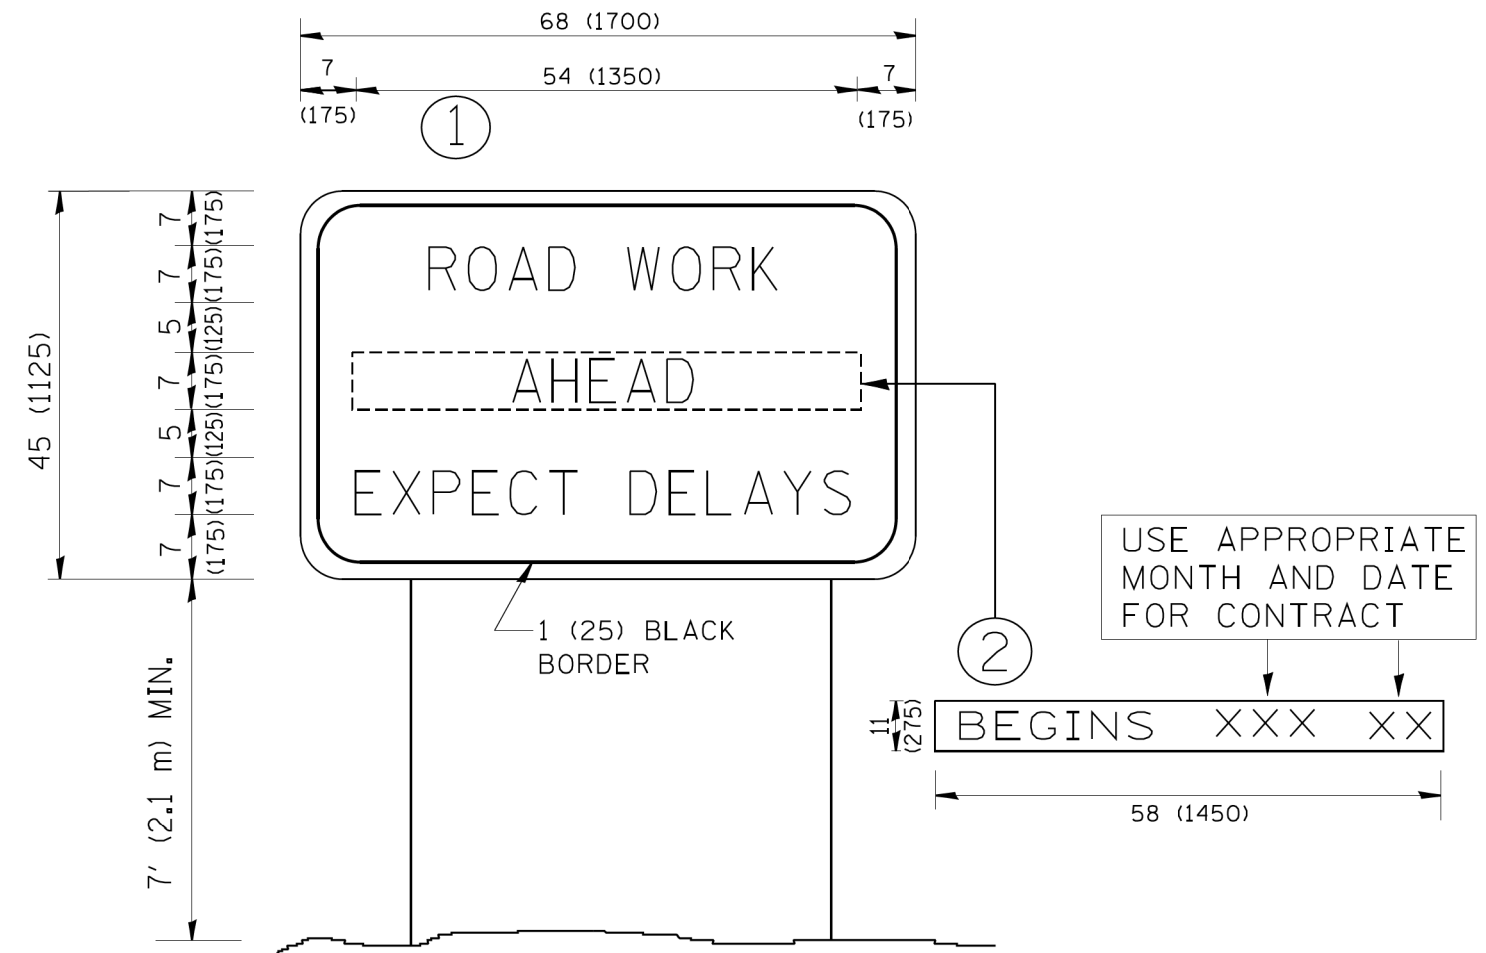 68 (1700)
7
54 (1350)
7
(175)
(175)
1
7
(175)
7
(175)
5
(125)
7
(175)
5
(125)
7
(175)
7
(175)
45 (1125)
ROAD WORK
AHEAD
EXPECT DELAYS
1 (25) BLACK
BORDER
7' (2.1 m) MIN.
2
USE APPROPRIATE
MONTH AND DATE
FOR CONTRACT
11
(275)
BEGINS XXX XX
58 (1450)